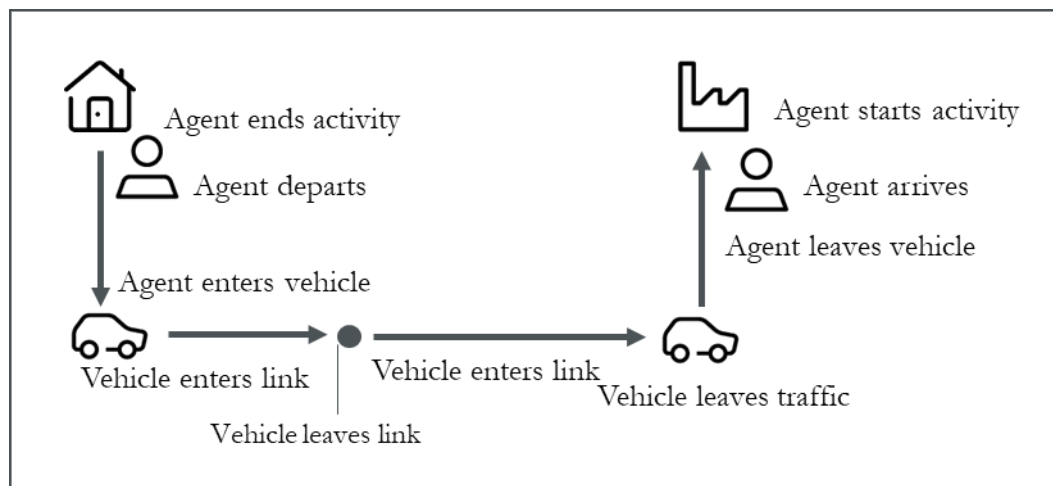 Agent ends activity
Agent departs
Agent enters vehicle
Vehicle enters link
Vehicle leaves link
Vehicle enters link
Vehicle leaves traffic
Agent leaves vehicle
Agent arrives
Agent starts activity